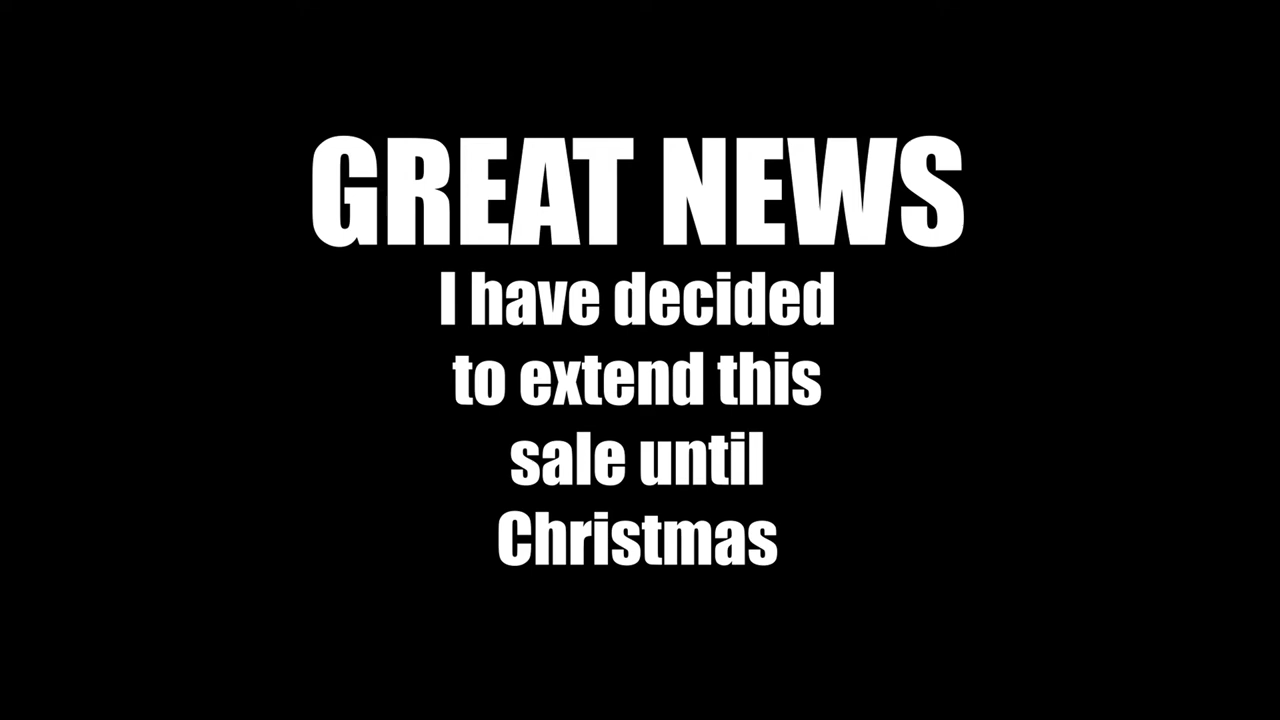 GREAT NEWS
I have decided
to extend this
sale until
Christmas